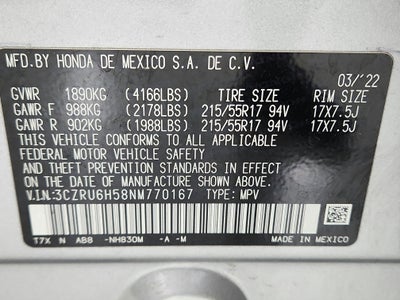 MFD.BY HONDA DE MEXICO S.A. DE C.V.
03/'22
GVWR 1890KG (4166LBS) TIRE SIZE RIM SIZE
GAWR F 988KG (2178LBS) 215/55R17 94V 17X7.5J
GAWR R 902KG (1988LBS) 215/55R17 94V 17X7.5J
THIS VEHICLE CONFORMS TO ALL APPLICABLE
FEDERAL MOTOR VEHICLE SAFETY, BUMPER,
AND THEFT PREVENTION STANDARDS IN EFFECT ON
THE DATE OF MANUFACTURE SHOWN ABOVE.
V.I.N.:3CZRU6H58NM770167 TYPE: MPV
T7X N ABB -NH830M -A -M
MADE IN MEXICO